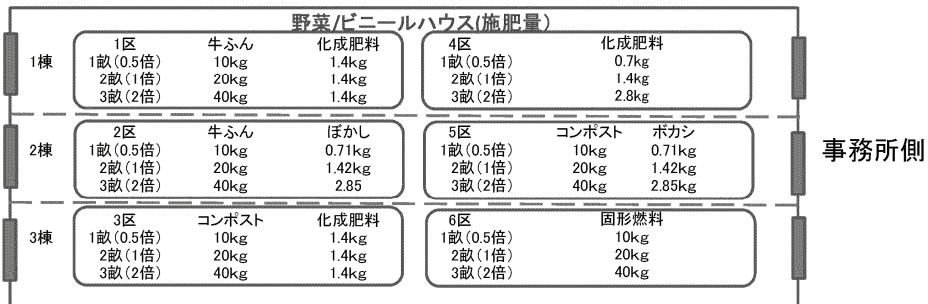 野菜/ビニールハウス(施肥量)
1棟
1区 牛ふん 化成肥料
1畝(0.5倍) 10kg 1.4kg
2畝(1倍) 20kg 1.4kg
3畝(2倍) 40kg 1.4kg
4区 化成肥料
1畝(0.5倍) 0.7kg
2畝(1倍) 1.4kg
3畝(2倍) 2.8kg
2棟
2区 牛ふん ぼかし
1畝(0.5倍) 10kg 0.71kg
2畝(1倍) 20kg 1.42kg
3畝(2倍) 40kg 2.85
5区 コンポスト ボカシ
1畝(0.5倍) 10kg 0.71kg
2畝(1倍) 20kg 1.42kg
3畝(2倍) 40kg 2.85kg
事務所側
3棟
3区 コンポスト 化成肥料
1畝(0.5倍) 10kg 1.4kg
2畝(1倍) 20kg 1.4kg
3畝(2倍) 40kg 1.4kg
6区 固形燃料
1畝(0.5倍) 10kg
2畝(1倍) 20kg
3畝(2倍) 40kg